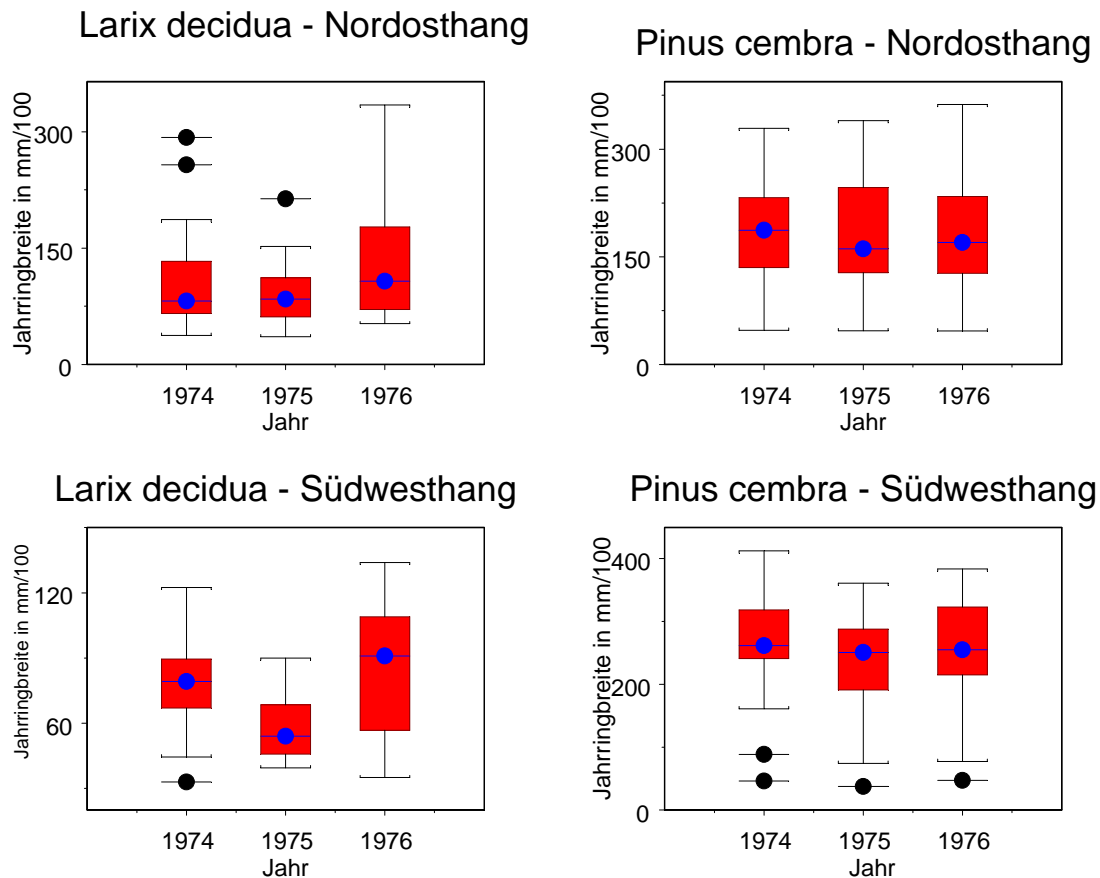 Larix decidua - Nordosthang
Jahrringbreite in mm/100
300
150
0
1974 1975 1976
Jahr
Pinus cembra - Nordosthang
Jahrringbreite in mm/100
300
150
0
1974 1975 1976
Jahr
Larix decidua - Südwesthang
Jahrringbreite in mm/100
120
60
1974 1975 1976
Jahr
Pinus cembra - Südwesthang
Jahrringbreite in mm/100
400
200
0
1974 1975 1976
Jahr